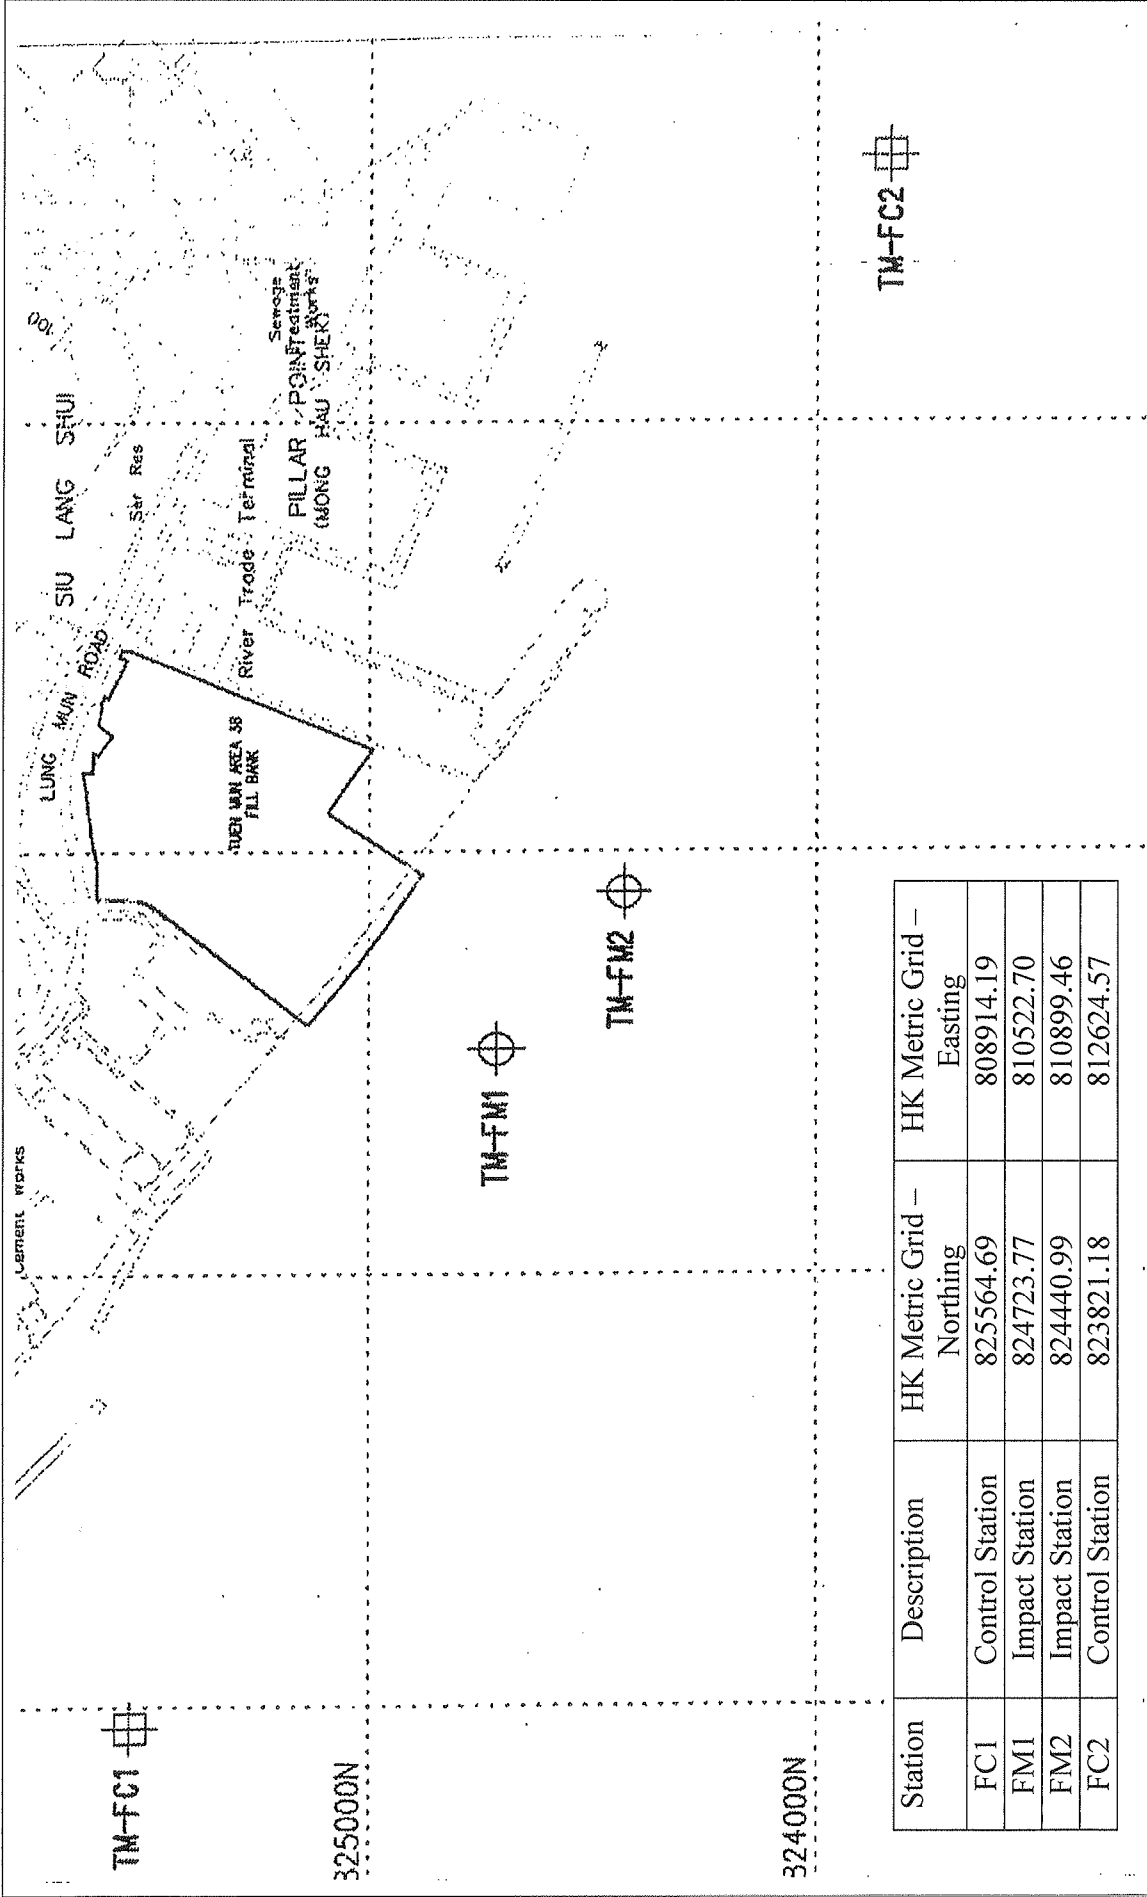 Cement Works
LUNG MUN ROAD
SIU LANG SHUI
Ser Res
TUEN MUN AREA 38
FILL BANK
River Trade Terminal
PILLAR POINT
(MONG HAU SHEK)
Sewage
Treatment
Works
TM-FC1
TM-FM1
TM-FM2
TM-FC2
325000N
324000N
Station Description HK Metric Grid – Northing HK Metric Grid – Easting
FC1 Control Station 825564.69 808914.19
FM1 Impact Station 824723.77 810522.70
FM2 Impact Station 824440.99 810899.46
FC2 Control Station 823821.18 812624.57